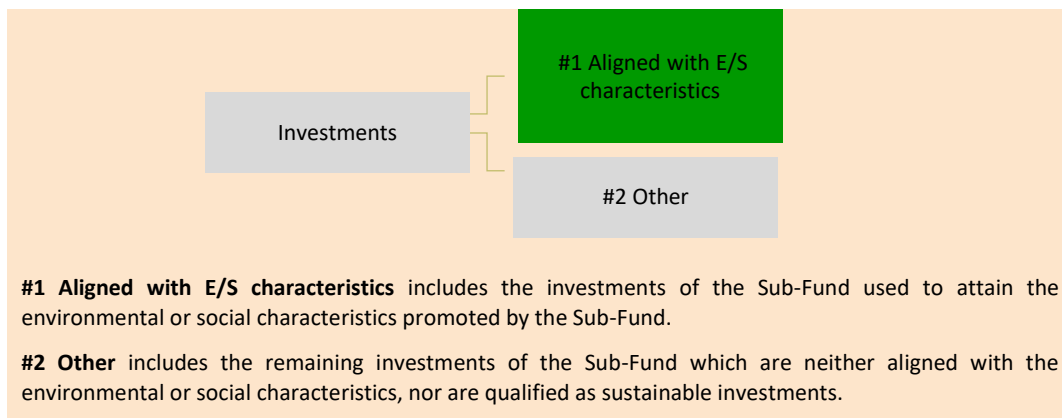 #1 Aligned with E/S
characteristics
Investments
#2 Other
#1 Aligned with E/S characteristics includes the investments of the Sub-Fund used to attain the
environmental or social characteristics promoted by the Sub-Fund.
#2 Other includes the remaining investments of the Sub-Fund which are neither aligned with the
environmental or social characteristics, nor are qualified as sustainable investments.